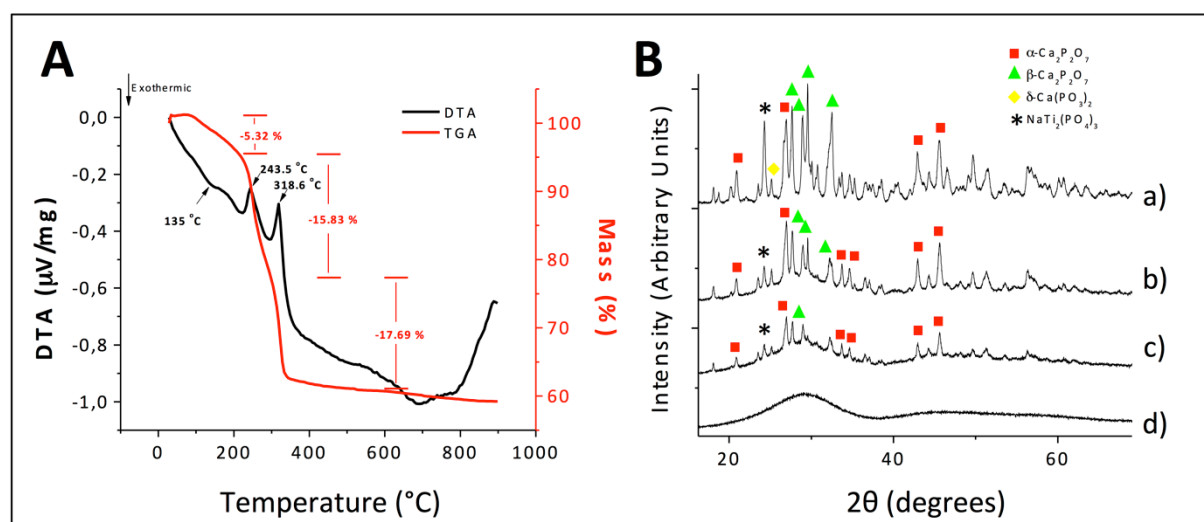 A
Exothermic
DTA
TGA
0,0
-0,2
-0,4
-0,6
-0,8
-1,0
DTA (µV/mg)
-5.32 %
243.5 °C
318.6 °C
135 °C
-15.83 %
-17.69 %
100
90
80
70
60
Mass (%)
0
200
400
600
800
1000
Temperature (°C)
B
α-Ca2P2O7
β-Ca2P2O7
δ-Ca(PO3)2
* NaTi2(PO4)3
Intensity (Arbitrary Units)
*
a)
*
b)
*
c)
d)
20
40
60
2θ (degrees)